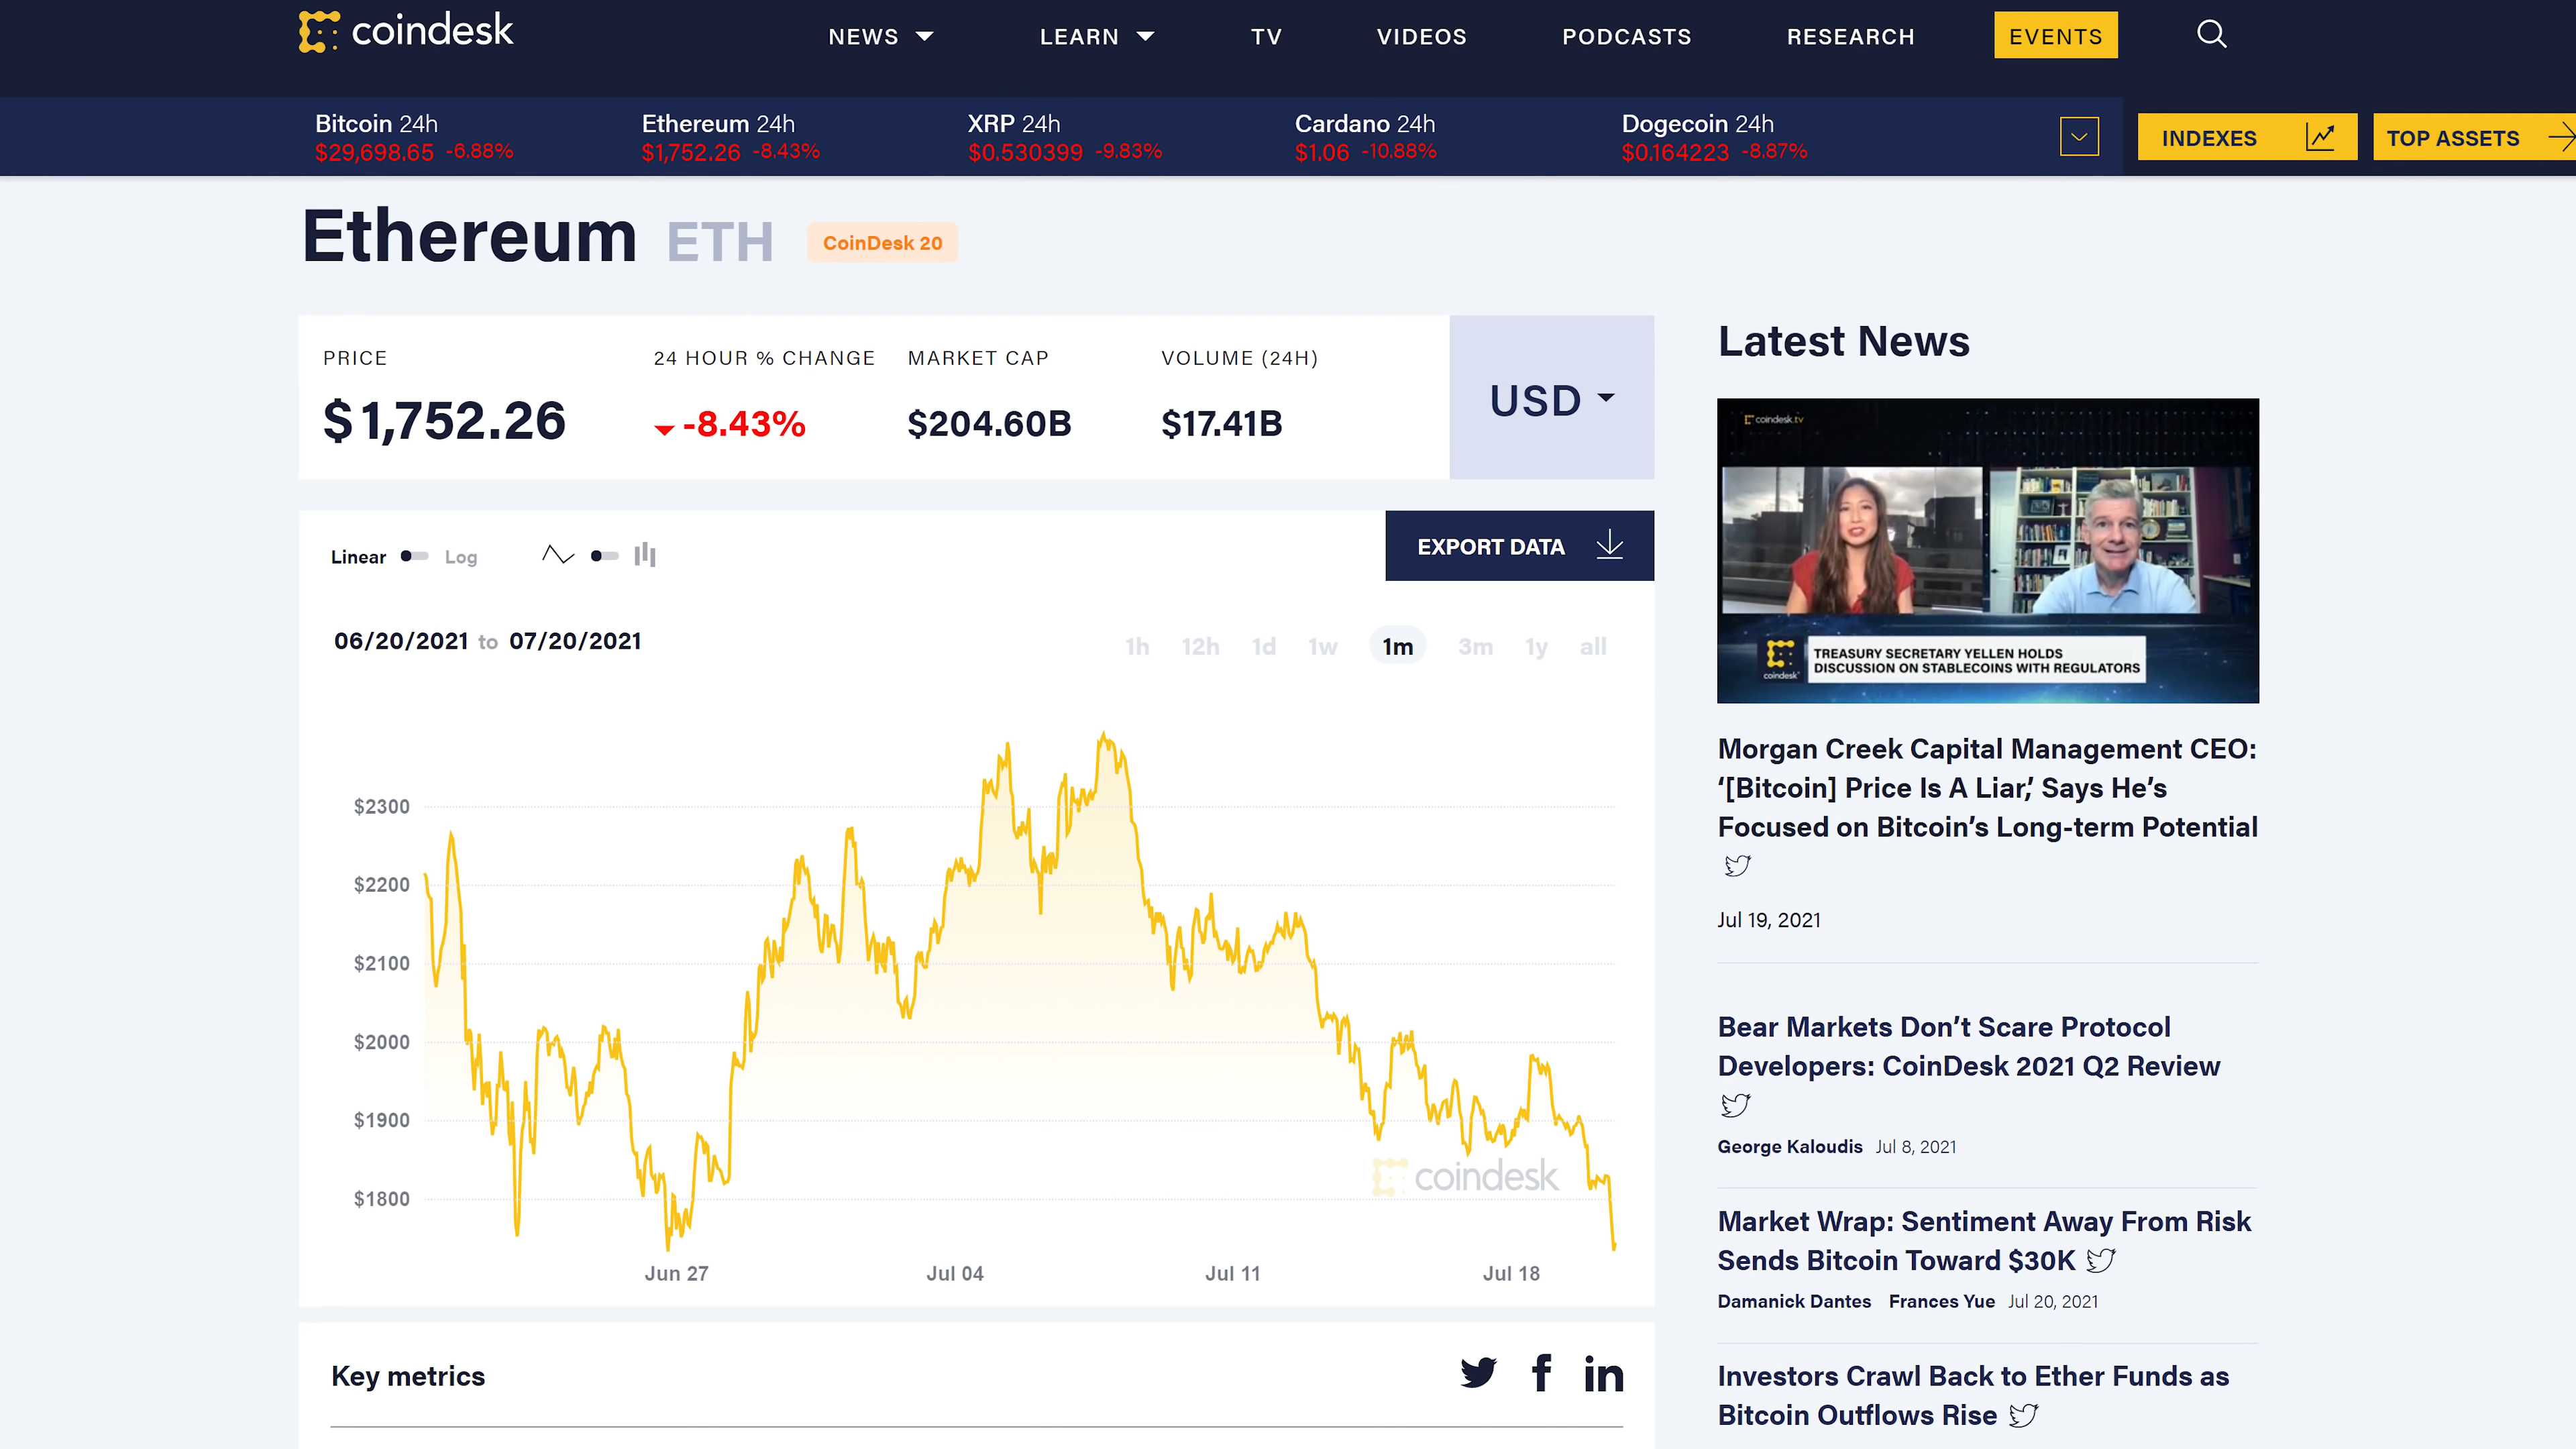 coindesk
NEWS
LEARN
TV
VIDEOS
PODCASTS
RESEARCH
EVENTS
Bitcoin 24h
$29,698.65 -6.88%
Ethereum 24h
$1,752.26 -8.43%
XRP 24h
$0.530399 -9.83%
Cardano 24h
$1.06 -10.88%
Dogecoin 24h
$0.164223 -8.87%
INDEXES
TOP ASSETS
Ethereum ETH CoinDesk 20
PRICE
$1,752.26
24 HOUR % CHANGE
-8.43%
MARKET CAP
$204.60B
VOLUME (24H)
$17.41B
USD
Linear Log
EXPORT DATA
06/20/2021 to 07/20/2021
1h 12h 1d 1w 1m 3m 1y all
$2300
$2200
$2100
$2000
$1900
$1800
coindesk
Jun 27
Jul 04
Jul 11
Jul 18
Key metrics
Latest News
coindesk.tv
TREASURY SECRETARY YELLEN HOLDS
DISCUSSION ON STABLECOINS WITH REGULATORS
coindesk
Morgan Creek Capital Management CEO:
‘[Bitcoin] Price Is A Liar,’ Says He’s
Focused on Bitcoin’s Long-term Potential
Jul 19, 2021
Bear Markets Don’t Scare Protocol
Developers: CoinDesk 2021 Q2 Review
George Kaloudis Jul 8, 2021
Market Wrap: Sentiment Away From Risk
Sends Bitcoin Toward $30K
Damanick Dantes Frances Yue Jul 20, 2021
Investors Crawl Back to Ether Funds as
Bitcoin Outflows Rise